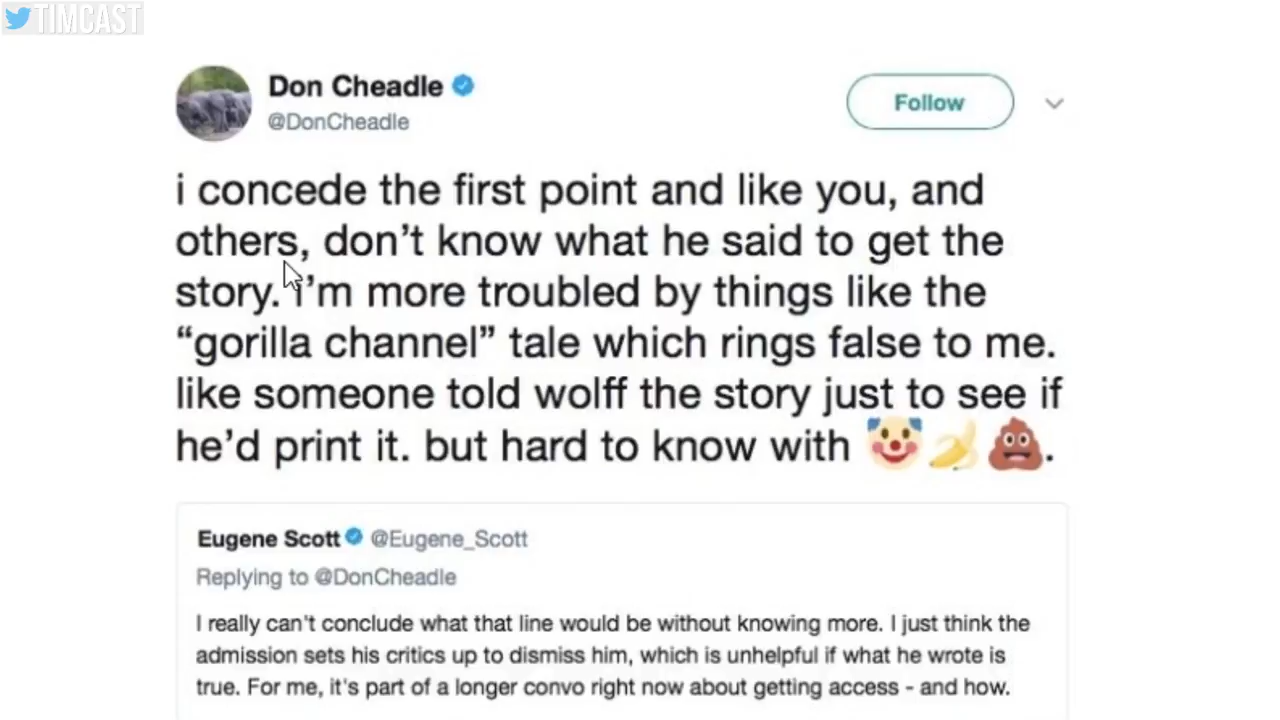 TIMCAST
Don Cheadle
@DonCheadle
Follow
i concede the first point and like you, and
others, don’t know what he said to get the
story. i’m more troubled by things like the
“gorilla channel” tale which rings false to me.
like someone told wolff the story just to see if
he’d print it. but hard to know with 🤡🍌💩.
Eugene Scott @Eugene_Scott
Replying to @DonCheadle
I really can't conclude what that line would be without knowing more. I just think the
admission sets his critics up to dismiss him, which is unhelpful if what he wrote is
true. For me, it's part of a longer convo right now about getting access - and how.